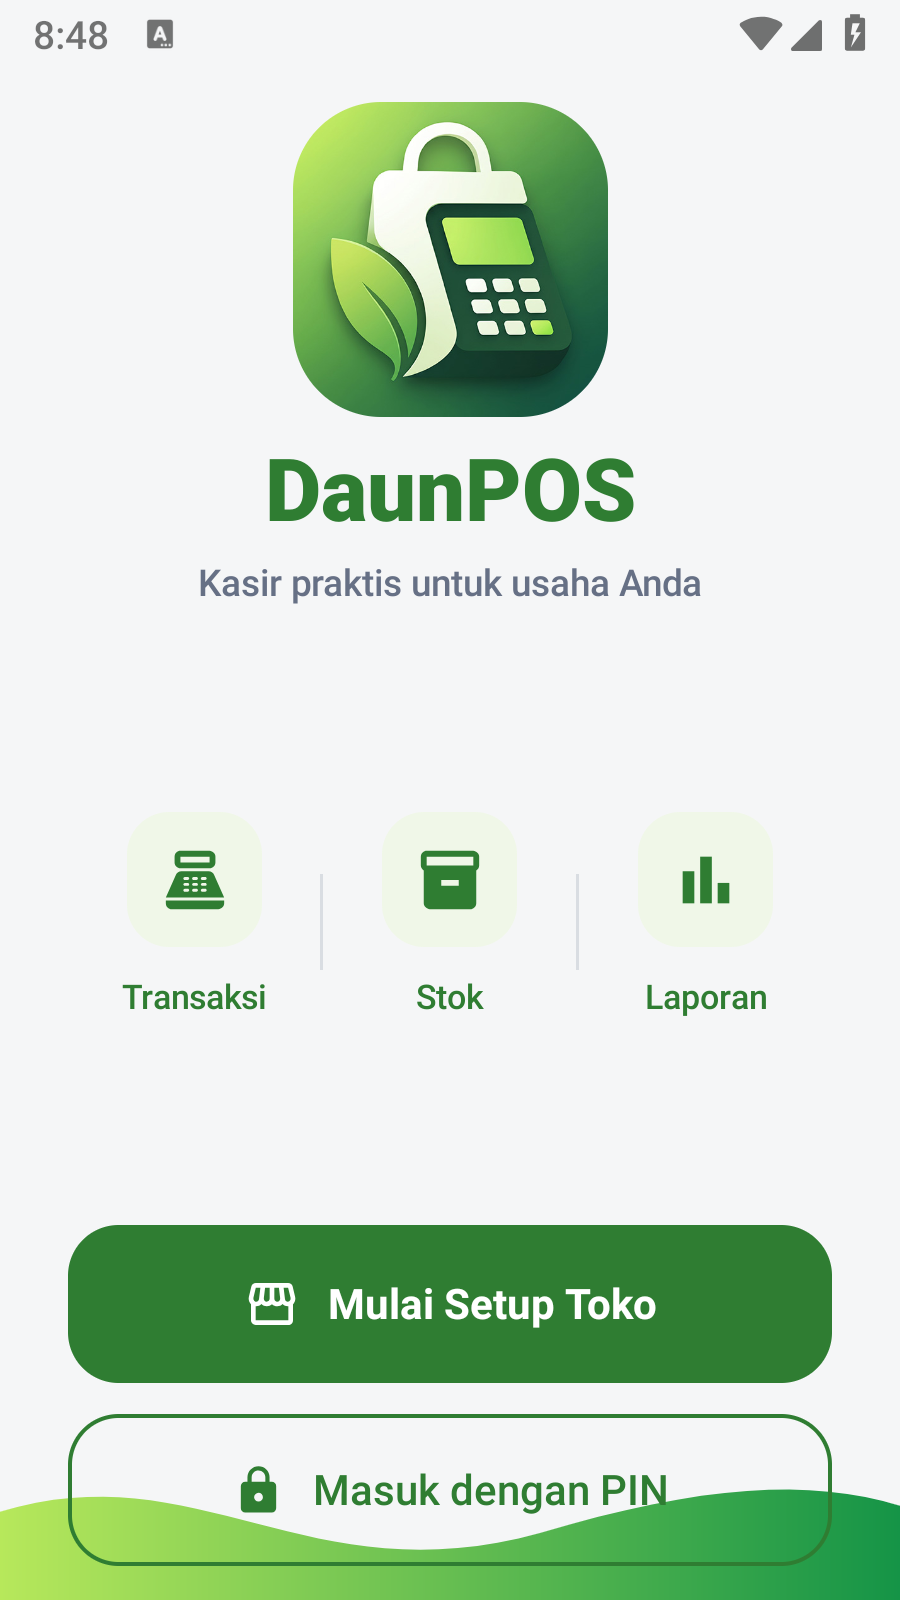 8:48
A
DaunPOS
Kasir praktis untuk usaha Anda
Transaksi
Stok
Laporan
Mulai Setup Toko
Masuk dengan PIN